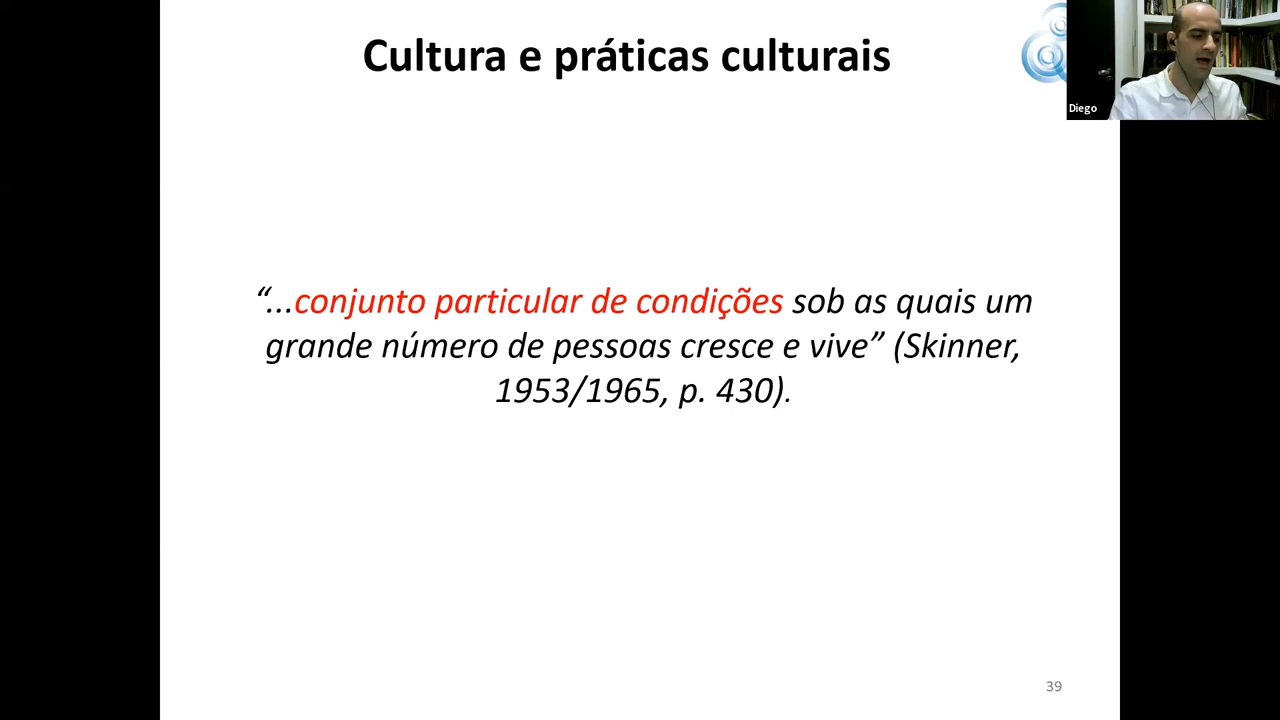 Cultura e práticas culturais
Diego
“...conjunto particular de condições sob as quais um
grande número de pessoas cresce e vive” (Skinner,
1953/1965, p. 430).
39